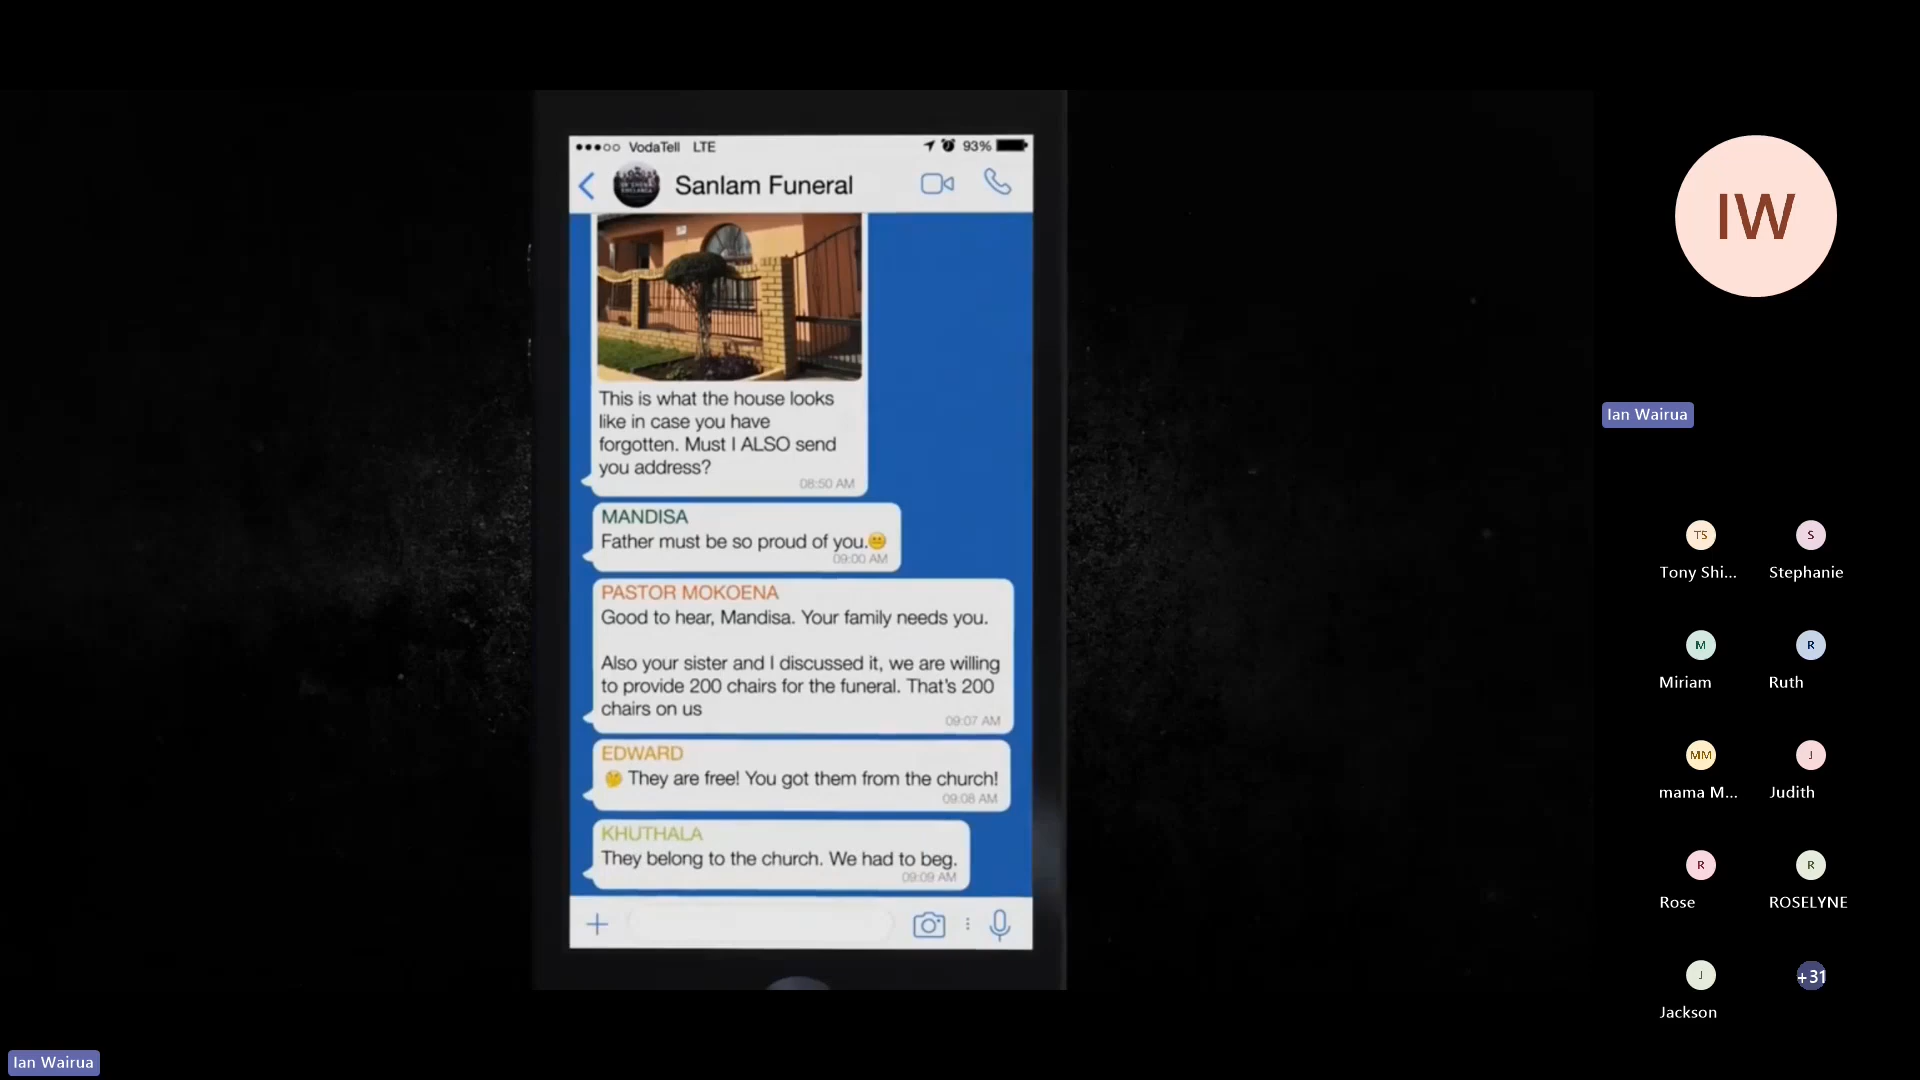 ●●●○○ VodaTell LTE 93%
Sanlam Funeral
This is what the house looks
like in case you have
forgotten. Must I ALSO send
you address?
08:50 AM
MANDISA
Father must be so proud of you.😐
09:00 AM
PASTOR MOKOENA
Good to hear, Mandisa. Your family needs you.
Also your sister and I discussed it, we are willing
to provide 200 chairs for the funeral. That's 200
chairs on us
09:07 AM
EDWARD
🤔 They are free! You got them from the church!
09:08 AM
KHUTHALA
They belong to the church. We had to beg.
09:09 AM
IW
Ian Wairua
TS S
Tony Shi... Stephanie
M R
Miriam Ruth
MM J
mama M... Judith
R R
Rose ROSELYNE
J +31
Jackson
Ian Wairua